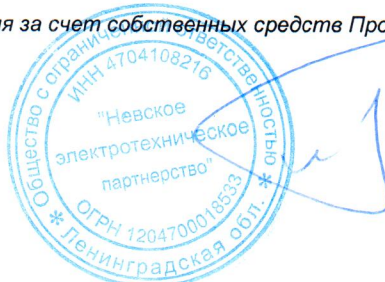 ия за счет собственных средств Про
Общество с ограниченной ответственностью
ИНН 4704108216
"Невское
электротехническое
партнерство"
ОГРН 1204700018533
* Ленинградская обл. *